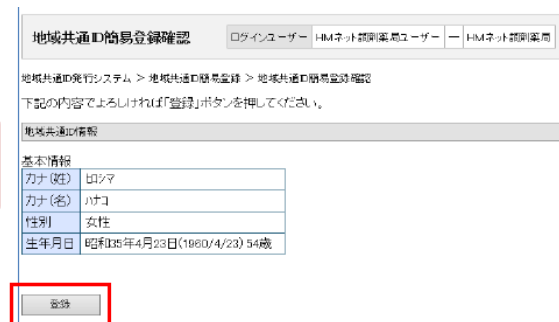 地域共通ID簡易登録確認
ログインユーザー HMネット調剤薬局ユーザー ― HMネット調剤薬局
地域共通ID発行システム > 地域共通ID簡易登録 > 地域共通ID簡易登録確認
下記の内容でよろしければ「登録」ボタンを押してください。
地域共通ID情報
基本情報
カナ(姓) ヒロシマ
カナ(名) ハナコ
性別 女性
生年月日 昭和35年4月23日(1960/4/23) 54歳
登録